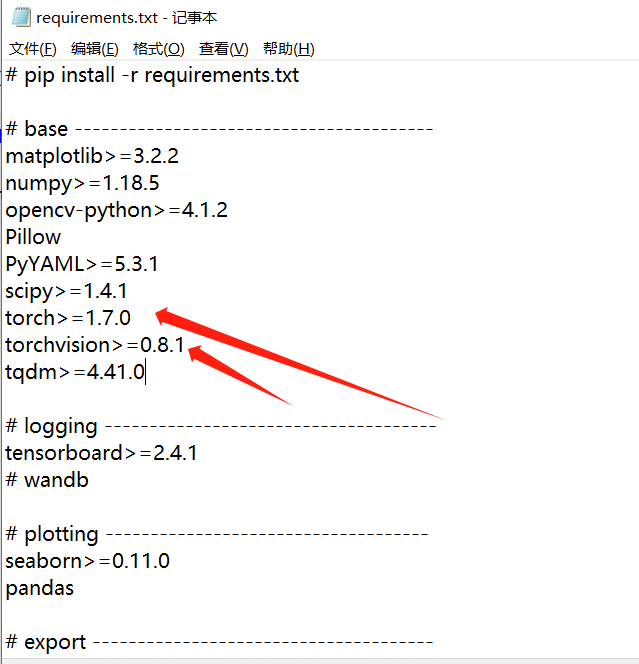 requirements.txt - 记事本
文件(F) 编辑(E) 格式(O) 查看(V) 帮助(H)
# pip install -r requirements.txt
# base ----------------------------------------
matplotlib>=3.2.2
numpy>=1.18.5
opencv-python>=4.1.2
Pillow
PyYAML>=5.3.1
scipy>=1.4.1
torch>=1.7.0
torchvision>=0.8.1
tqdm>=4.41.0
# logging -------------------------------------
tensorboard>=2.4.1
# wandb
# plotting ------------------------------------
seaborn>=0.11.0
pandas
# export --------------------------------------